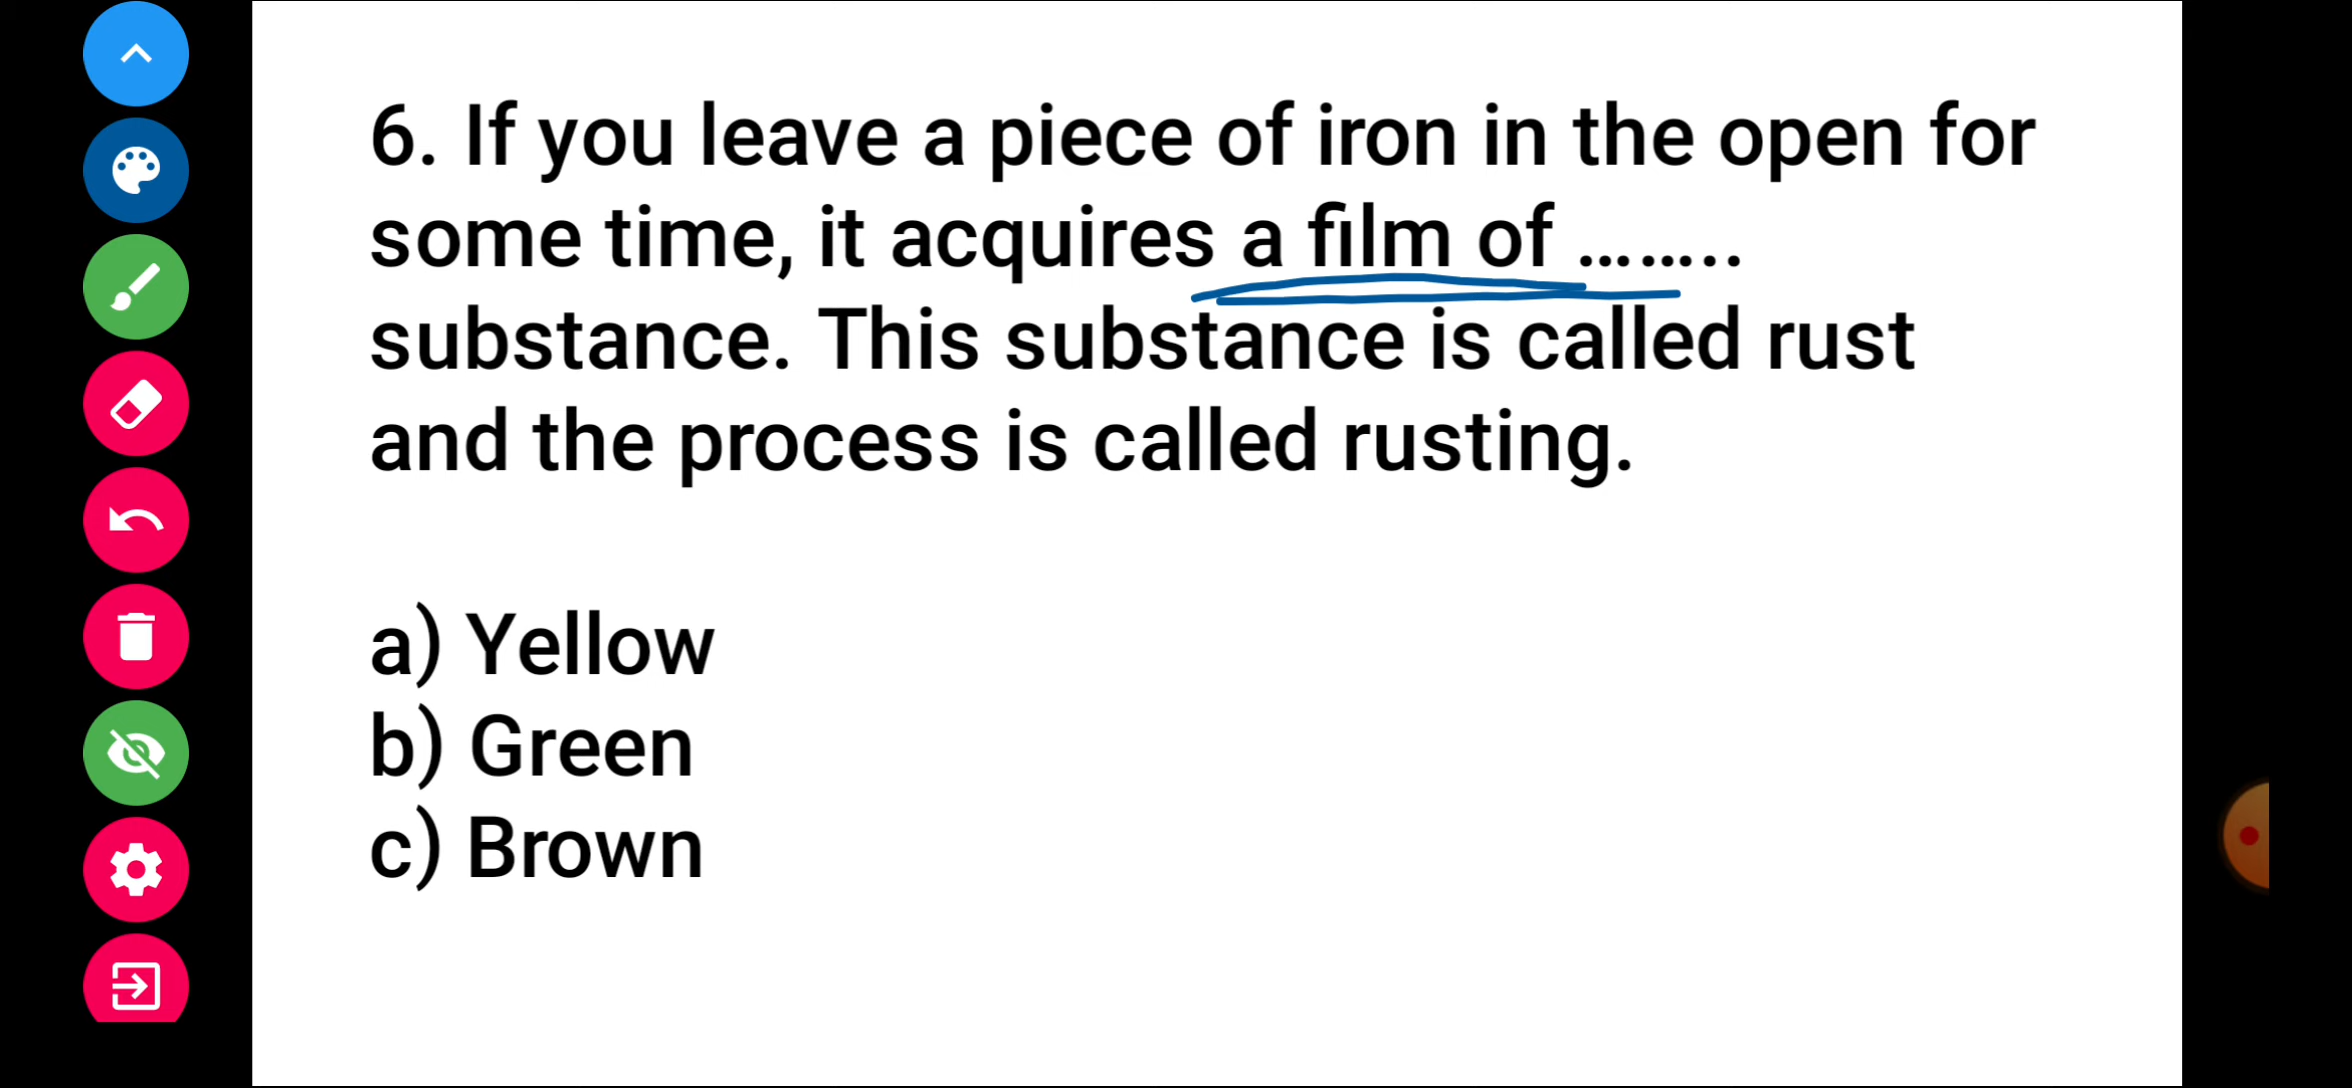 6. If you leave a piece of iron in the open for
some time, it acquires a film of ........
substance. This substance is called rust
and the process is called rusting.
a) Yellow
b) Green
c) Brown